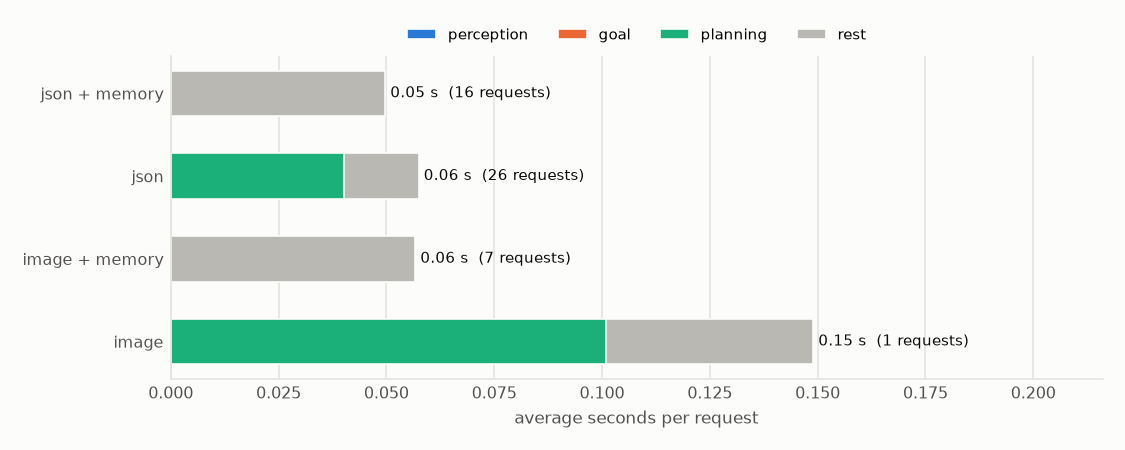 perception goal planning rest
json + memory 0.05 s (16 requests)
json 0.06 s (26 requests)
image + memory 0.06 s (7 requests)
image 0.15 s (1 requests)
0.000 0.025 0.050 0.075 0.100 0.125 0.150 0.175 0.200
average seconds per request